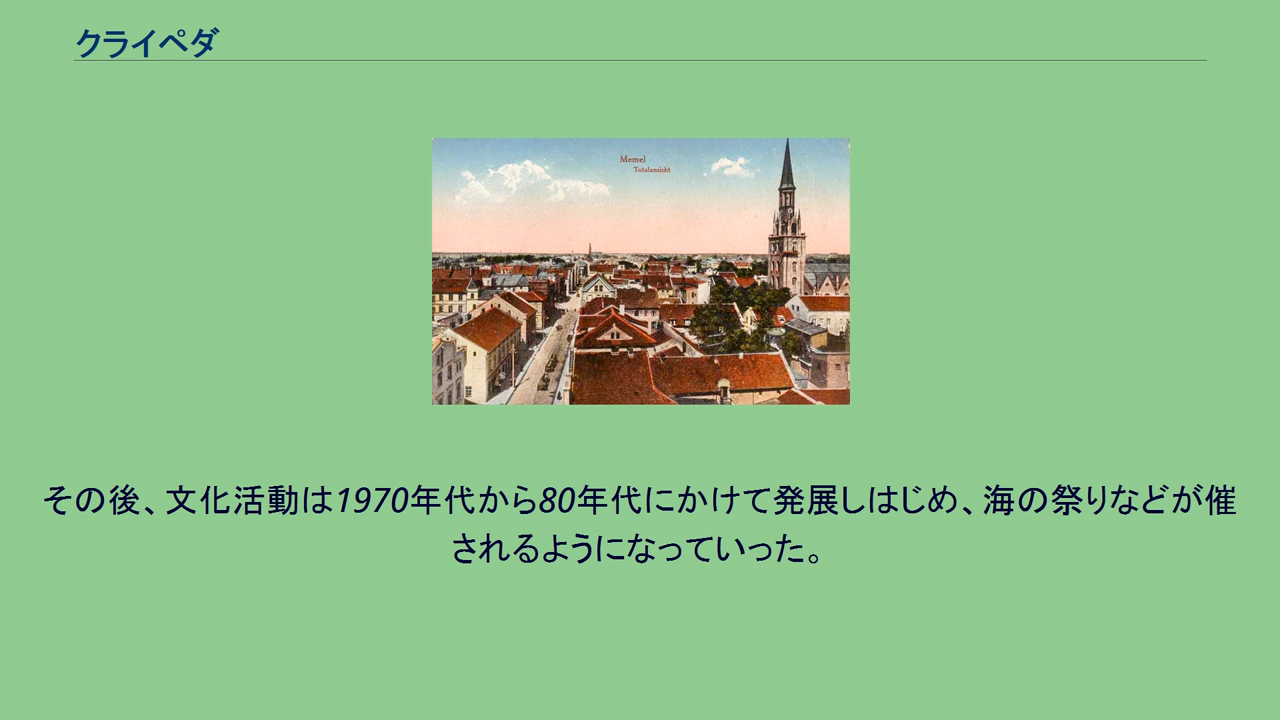 クライペダ
Memel
Totalansicht
その後、文化活動は1970年代から80年代にかけて発展しはじめ、海の祭りなどが催
されるようになっていった。